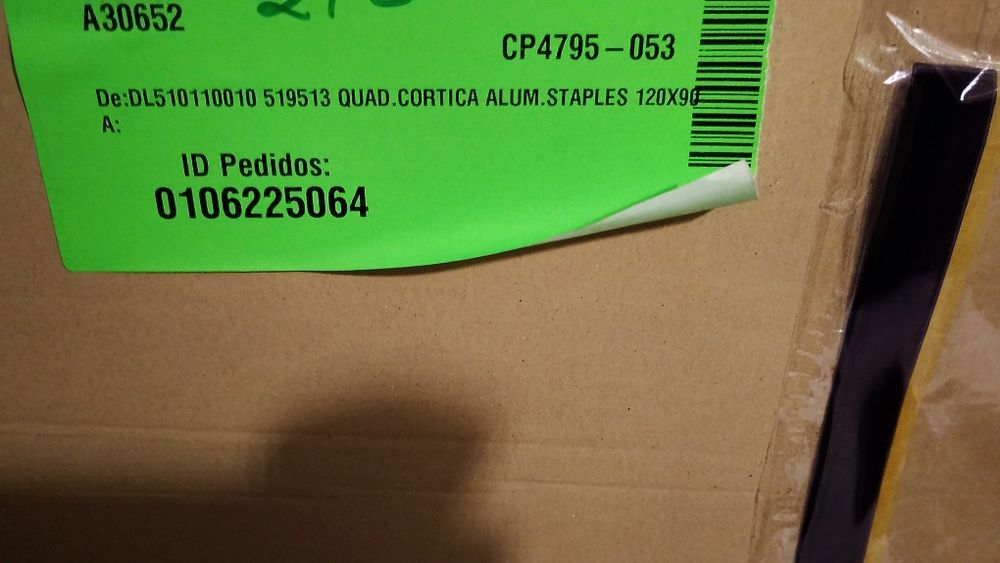 A30652
CP4795-053
De:DL510110010 519513 QUAD.CORTICA ALUM.STAPLES 120X90
A:
ID Pedidos:
0106225064